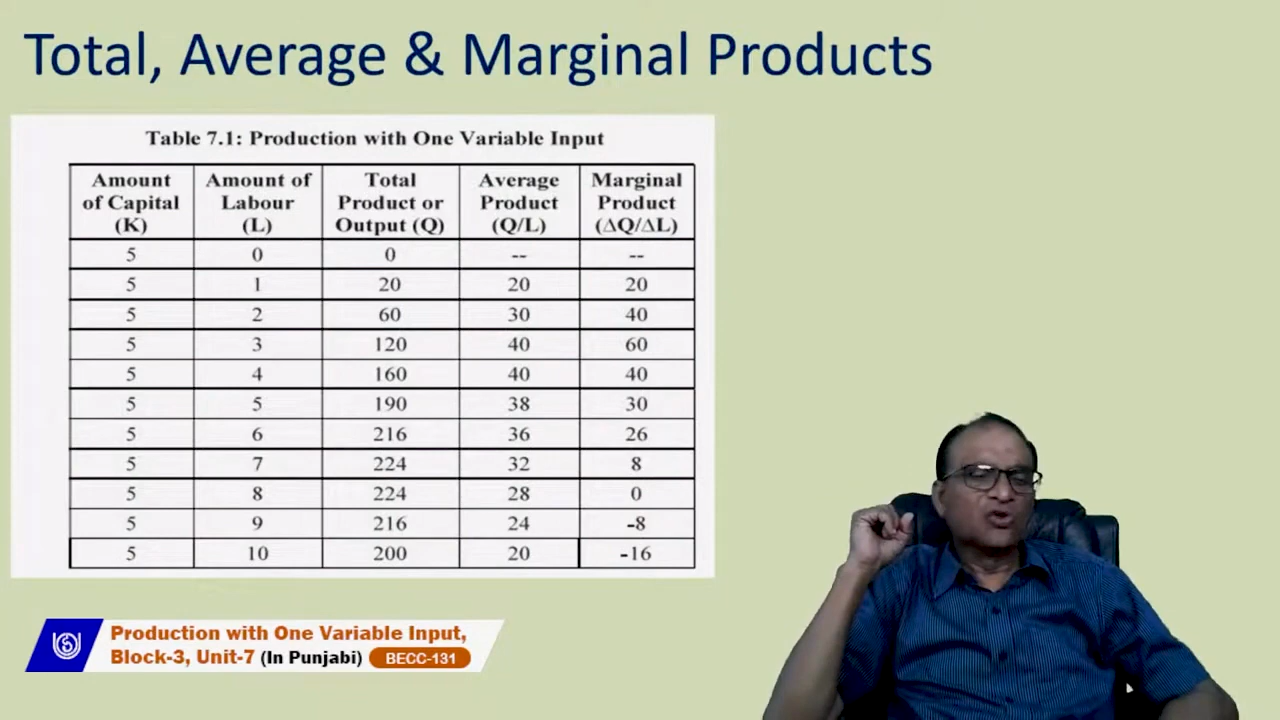 Total, Average & Marginal Products
Table 7.1: Production with One Variable Input
Amount of Capital (K) Amount of Labour (L) Total Product or Output (Q) Average Product (Q/L) Marginal Product (ΔQ/ΔL)
5 0 0 -- --
5 1 20 20 20
5 2 60 30 40
5 3 120 40 60
5 4 160 40 40
5 5 190 38 30
5 6 216 36 26
5 7 224 32 8
5 8 224 28 0
5 9 216 24 -8
5 10 200 20 -16
Production with One Variable Input,
Block-3, Unit-7 (In Punjabi) BECC-131